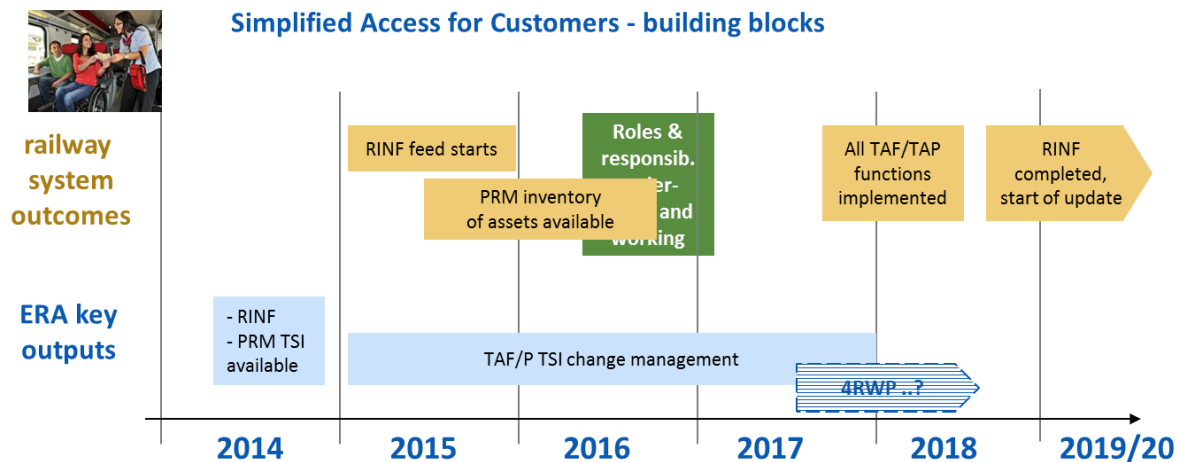 Simplified Access for Customers - building blocks
railway
system
outcomes
RINF feed starts
PRM inventory
of assets available
Roles &
responsib.
and
working
All TAF/TAP
functions
implemented
RINF
completed,
start of update
ERA key
outputs
- RINF
- PRM TSI
available
TAF/P TSI change management
4RWP ..?
2014
2015
2016
2017
2018
2019/20